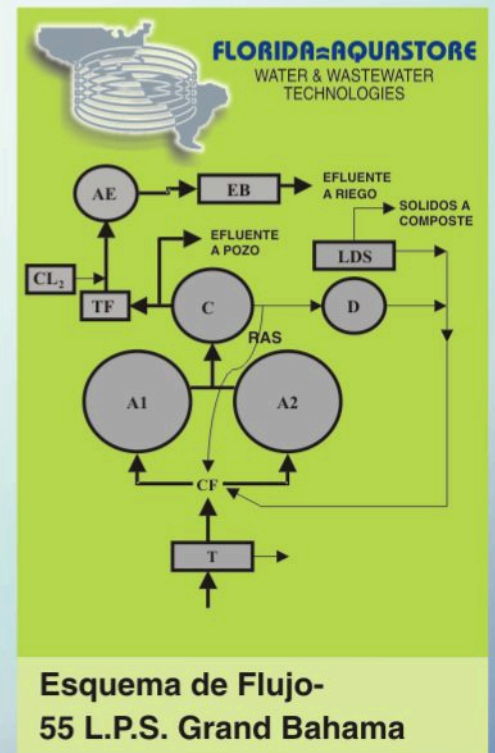 FLORIDA≈AQUASTORE
WATER & WASTEWATER
TECHNOLOGIES
AE
EB
EFLUENTE
A RIEGO
SOLIDOS A
COMPOSTE
EFLUENTE
A POZO
LDS
CL₂
TF
C
D
RAS
A1
A2
CF
T
Esquema de Flujo-
55 L.P.S. Grand Bahama